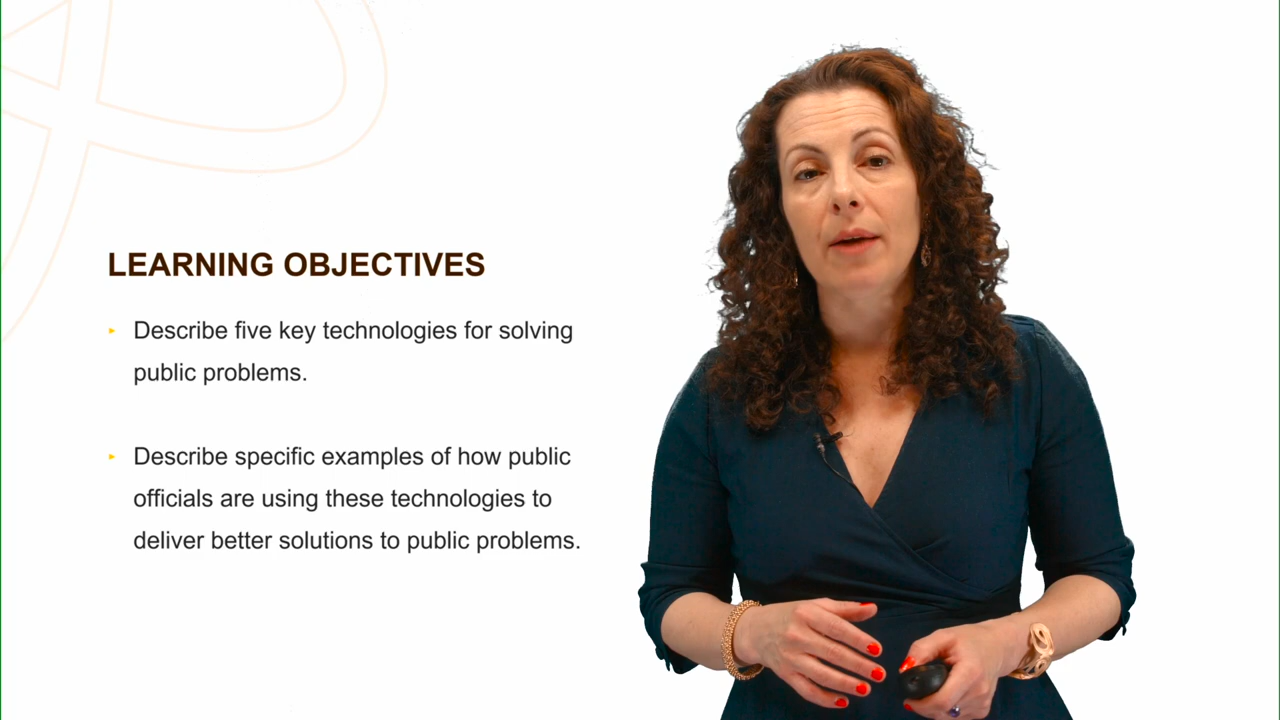 LEARNING OBJECTIVES
Describe five key technologies for solving
public problems.
Describe specific examples of how public
officials are using these technologies to
deliver better solutions to public problems.